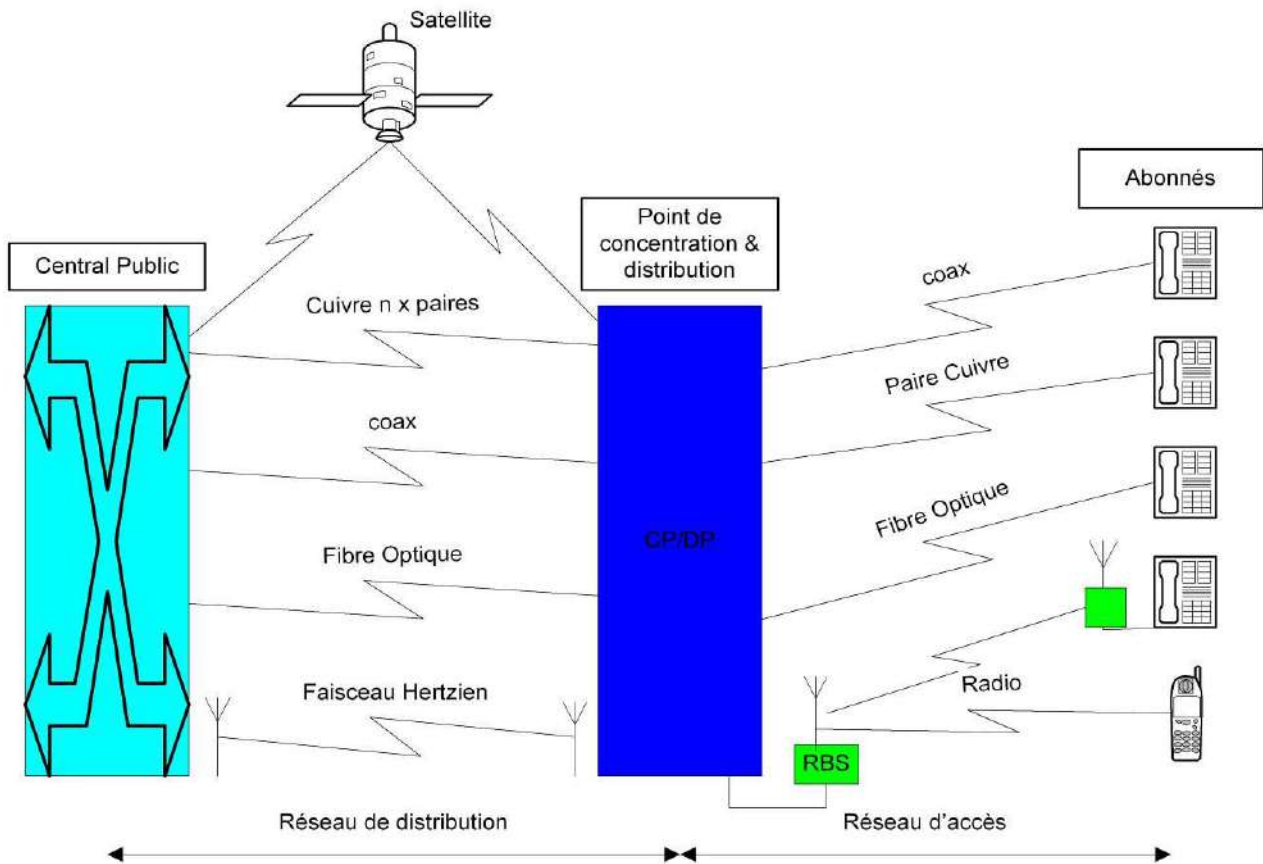 Satellite
Abonnés
Point de
concentration &
distribution
Central Public
coax
Cuivre n x paires
Paire Cuivre
coax
Fibre Optique
CP/DP
Fibre Optique
Faisceau Hertzien
Radio
RBS
Réseau de distribution
Réseau d'accès